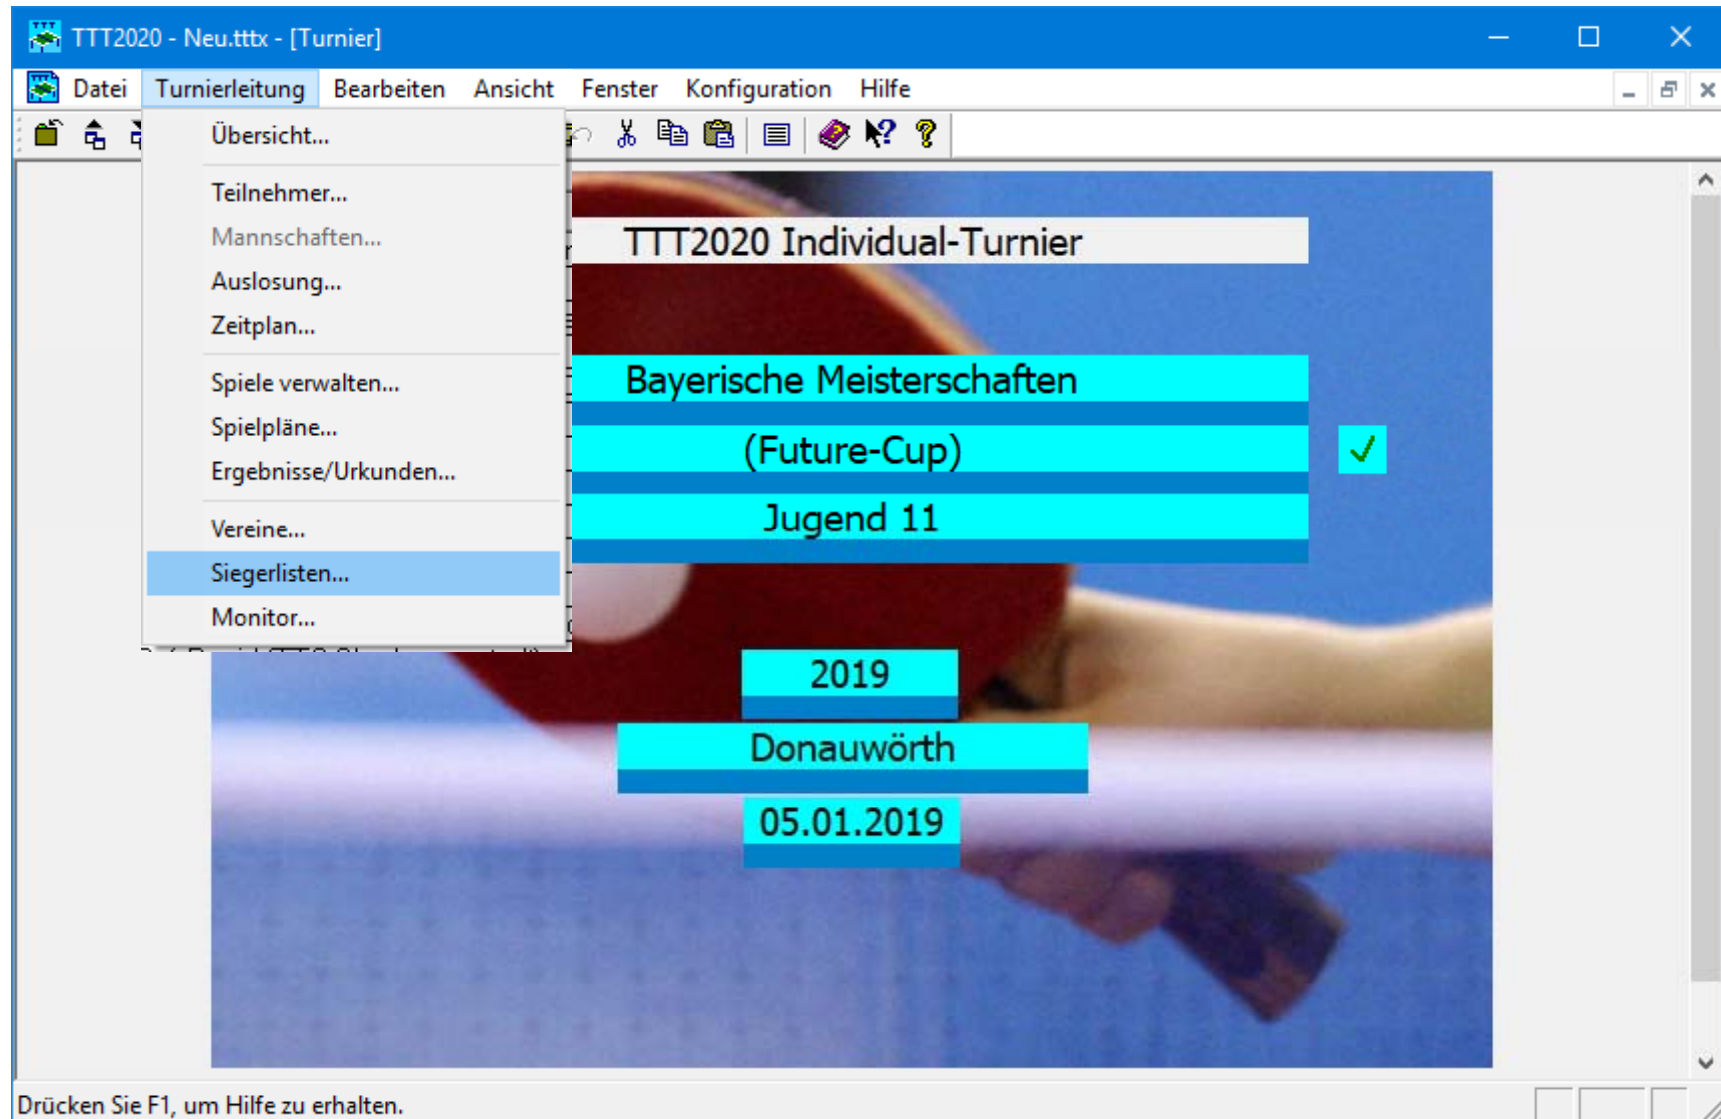 TTT2020 - Neu.tttx - [Turnier]
Datei Turnierleitung Bearbeiten Ansicht Fenster Konfiguration Hilfe
Übersicht...
Teilnehmer...
Mannschaften...
Auslosung...
Zeitplan...
Spiele verwalten...
Spielpläne...
Ergebnisse/Urkunden...
Vereine...
Siegerlisten...
Monitor...
TTT2020 Individual-Turnier
Bayerische Meisterschaften
(Future-Cup)
Jugend 11
2019
Donauwörth
05.01.2019
Drücken Sie F1, um Hilfe zu erhalten.